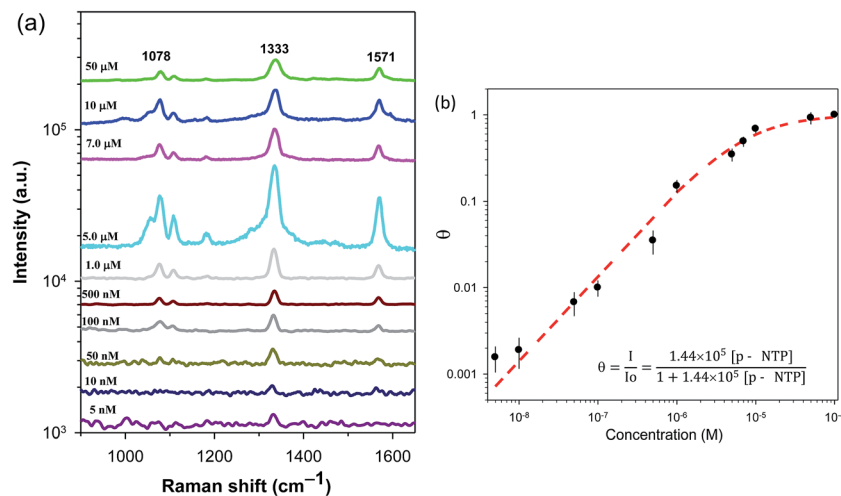 (a)
1078 1333 1571
50 μM
10 μM
7.0 μM
5.0 μM
1.0 μM
500 nM
100 nM
50 nM
10 nM
5 nM
10⁵
10⁴
10³
Intensity (a.u.)
1000 1200 1400 1600
Raman shift (cm⁻¹)
(b)
1
0.1
0.01
0.001
θ
θ = I/Io = 1.44×10⁵ [p - NTP] / 1 + 1.44×10⁵ [p - NTP]
10⁻⁸ 10⁻⁷ 10⁻⁶ 10⁻⁵ 10⁻
Concentration (M)